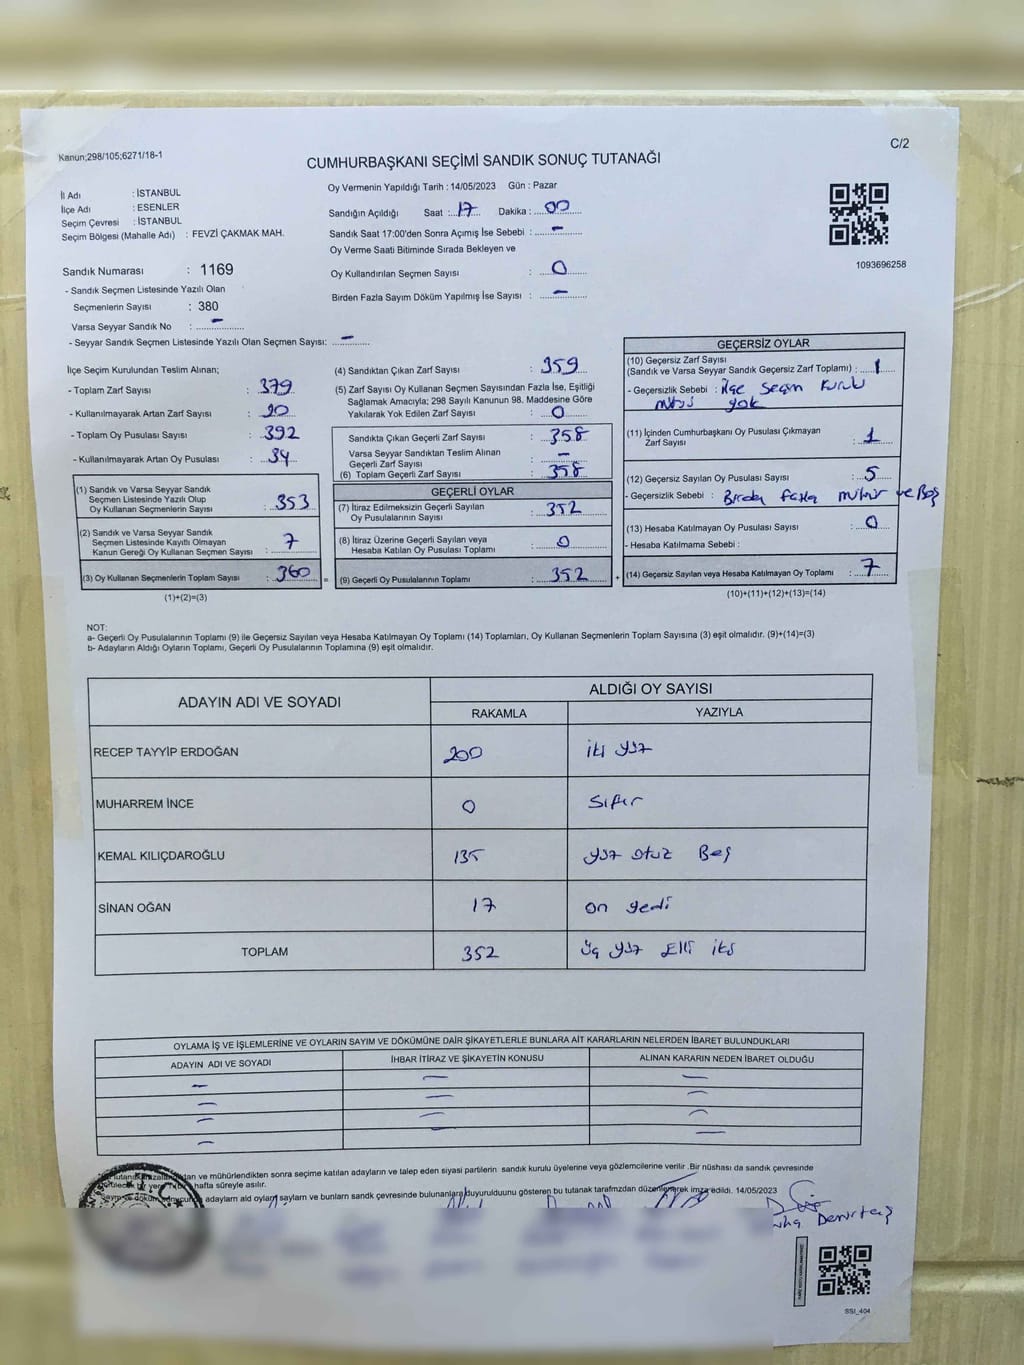 Kanun;298/105;6271/18-1
C/2
CUMHURBAŞKANI SEÇİMİ SANDIK SONUÇ TUTANAĞI
İl Adı : İSTANBUL
İlçe Adı : ESENLER
Seçim Çevresi : İSTANBUL
Seçim Bölgesi (Mahalle Adı) : FEVZİ ÇAKMAK MAH.
Sandık Numarası : 1169
- Sandık Seçmen Listesinde Yazılı Olan
Seçmenlerin Sayısı : 380
Varsa Seyyar Sandık No : -
- Seyyar Sandık Seçmen Listesinde Yazılı Olan Seçmen Sayısı: -
Oy Vermenin Yapıldığı Tarih : 14/05/2023 Gün : Pazar
Sandığın Açıldığı Saat : 17 Dakika : 00
Sandık Saat 17:00'den Sonra Açımış İse Sebebi : -
Oy Verme Saati Bitiminde Sırada Bekleyen ve
Oy Kullandırılan Seçmen Sayısı : 0
Birden Fazla Sayım Döküm Yapılmış İse Sayısı : -
1093696258
İlçe Seçim Kurulundan Teslim Alınan;
- Toplam Zarf Sayısı : 379
- Kullanılmayarak Artan Zarf Sayısı : 20
- Toplam Oy Pusulası Sayısı : 392
- Kullanılmayarak Artan Oy Pusulası : 34
(1) Sandık ve Varsa Seyyar Sandık
Seçmen Listesinde Yazılı Olup
Oy Kullanan Seçmenlerin Sayısı : 353
(2) Sandık ve Varsa Seyyar Sandık
Seçmen Listesinde Kayıtlı Olmayan
Kanun Gereği Oy Kullanan Seçmen Sayısı : 7
(3) Oy Kullanan Seçmenlerin Toplam Sayısı : 360
(1)+(2)=(3)
=
(4) Sandıktan Çıkan Zarf Sayısı : 359
(5) Zarf Sayısı Oy Kullanan Seçmen Sayısından Fazla İse, Eşitliği
Sağlamak Amacıyla; 298 Sayılı Kanunun 98. Maddesine Göre
Yakılarak Yok Edilen Zarf Sayısı : 0
Sandıkta Çıkan Geçerli Zarf Sayısı : 358
Varsa Seyyar Sandıktan Teslim Alınan
Geçerli Zarf Sayısı : -
(6) Toplam Geçerli Zarf Sayısı : 358
GEÇERLİ OYLAR
(7) İtiraz Edilmeksizin Geçerli Sayılan
Oy Pusulalarının Sayısı : 352
(8) İtiraz Üzerine Geçerli Sayılan veya
Hesaba Katılan Oy Pusulası Toplamı : 0
(9) Geçerli Oy Pusulalarının Toplamı : 352
+
GEÇERSİZ OYLAR
(10) Geçersiz Zarf Sayısı
(Sandık ve Varsa Seyyar Sandık Geçersiz Zarf Toplamı) : 1
- Geçersizlik Sebebi : İlçe Seçim Kurulu
mührü yok
(11) İçinden Cumhurbaşkanı Oy Pusulası Çıkmayan
Zarf Sayısı : 1
(12) Geçersiz Sayılan Oy Pusulası Sayısı : 5
- Geçersizlik Sebebi : Birden fazla mühür ve Boş
(13) Hesaba Katılmayan Oy Pusulası Sayısı : 0
- Hesaba Katılmama Sebebi :
(14) Geçersiz Sayılan veya Hesaba Katılmayan Oy Toplamı : 7
(10)+(11)+(12)+(13)=(14)
NOT:
a- Geçerli Oy Pusulalarının Toplamı (9) ile Geçersiz Sayılan veya Hesaba Katılmayan Oy Toplamı (14) Toplamları, Oy Kullanan Seçmenlerin Toplam Sayısına (3) eşit olmalıdır. (9)+(14)=(3)
b- Adayların Aldığı Oyların Toplamı, Geçerli Oy Pusulalarının Toplamına (9) eşit olmalıdır.
ADAYIN ADI VE SOYADI
ALDIĞI OY SAYISI
RAKAMLA YAZIYLA
RECEP TAYYİP ERDOĞAN 200 iki yüz
MUHARREM İNCE 0 Sıfır
KEMAL KILIÇDAROĞLU 135 yüz otuz Beş
SİNAN OĞAN 17 on yedi
TOPLAM 352 Üç yüz Elli iki
OYLAMA İŞ VE İŞLEMLERİNE VE OYLARIN SAYIM VE DÖKÜMÜNE DAİR ŞİKAYETLERLE BUNLARA AİT KARARLARIN NELERDEN İBARET BULUNDUKLARI
ADAYIN ADI VE SOYADI İHBAR İTİRAZ VE ŞİKAYETİN KONUSU ALINAN KARARIN NEDEN İBARET OLDUĞU
- - -
- - -
- - -
- - -
ve mühürlendikten sonra seçime katılan adayların ve talep eden siyasi partilerin sandık kurulu üyelerine veya gözlemcilerine verilir .Bir nüshası da sandık çevresinde
hafta süreyle asılır.
adayların ald oyları sayların ve bunların sandk çevresinde bulunanlara duyurulduunu gösteren bu tutanak tarafmzdan düzenlenerek imza edildi. 14/05/2023
Demirtaş
SSI_404